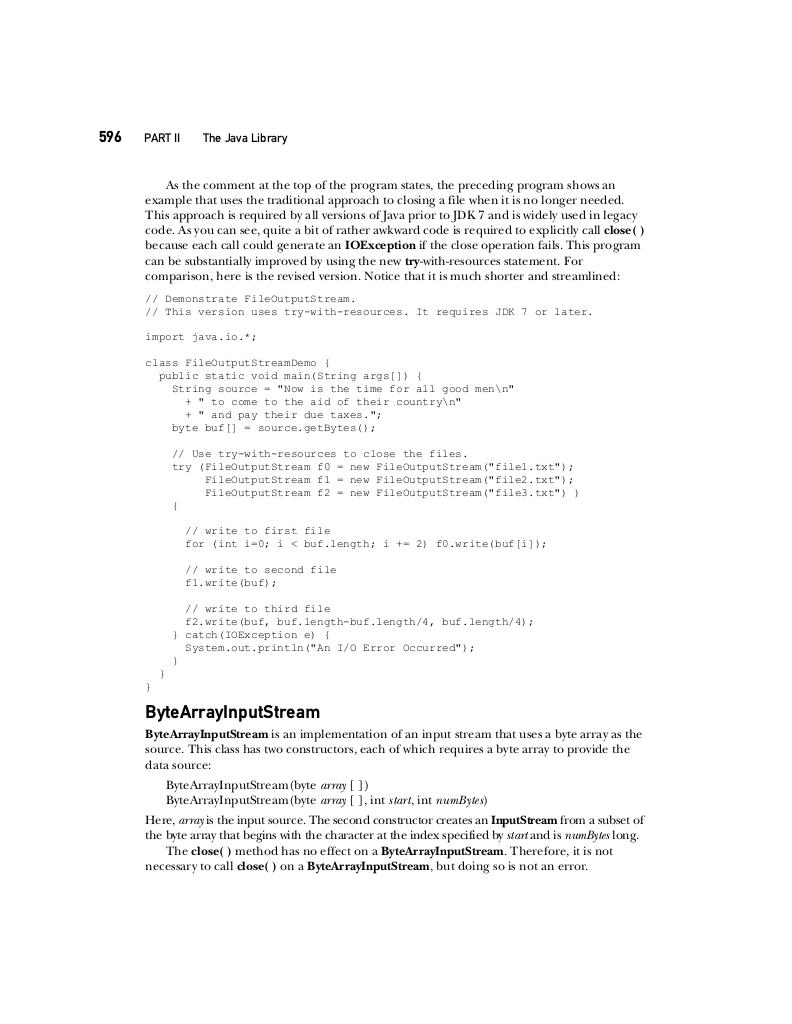 596 PART II The Java Library
As the comment at the top of the program states, the preceding program shows an
example that uses the traditional approach to closing a file when it is no longer needed.
This approach is required by all versions of Java prior to JDK 7 and is widely used in legacy
code. As you can see, quite a bit of rather awkward code is required to explicitly call close( )
because each call could generate an IOException if the close operation fails. This program
can be substantially improved by using the new try-with-resources statement. For
comparison, here is the revised version. Notice that it is much shorter and streamlined:
// Demonstrate FileOutputStream.
// This version uses try-with-resources. It requires JDK 7 or later.
import java.io.*;
class FileOutputStreamDemo {
  public static void main(String args[]) {
    String source = "Now is the time for all good men\n"
      + " to come to the aid of their country\n"
      + " and pay their due taxes.";
    byte buf[] = source.getBytes();
    // Use try-with-resources to close the files.
    try (FileOutputStream f0 = new FileOutputStream("file1.txt");
         FileOutputStream f1 = new FileOutputStream("file2.txt");
         FileOutputStream f2 = new FileOutputStream("file3.txt") )
    {
      // write to first file
      for (int i=0; i < buf.length; i += 2) f0.write(buf[i]);
      // write to second file
      f1.write(buf);
      // write to third file
      f2.write(buf, buf.length-buf.length/4, buf.length/4);
    } catch(IOException e) {
      System.out.println("An I/O Error Occurred");
    }
  }
}
ByteArrayInputStream
ByteArrayInputStream is an implementation of an input stream that uses a byte array as the
source. This class has two constructors, each of which requires a byte array to provide the
data source:
ByteArrayInputStream(byte array [ ])
ByteArrayInputStream(byte array [ ], int start, int numBytes)
Here, array is the input source. The second constructor creates an InputStream from a subset of
the byte array that begins with the character at the index specified by start and is numBytes long.
The close( ) method has no effect on a ByteArrayInputStream. Therefore, it is not
necessary to call close( ) on a ByteArrayInputStream, but doing so is not an error.